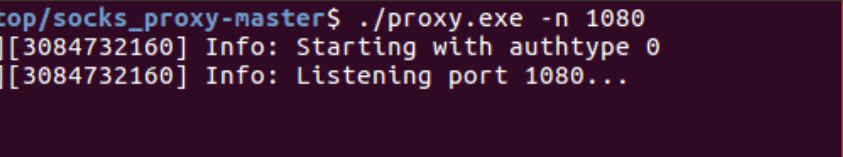 top/socks_proxy-master$ ./proxy.exe -n 1080
][3084732160] Info: Starting with authtype 0
][3084732160] Info: Listening port 1080...